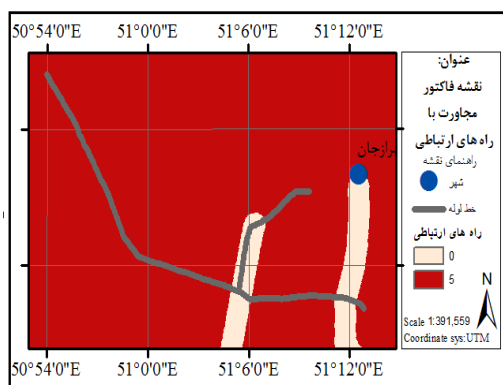 50°54'0"E 51°0'0"E 51°6'0"E 51°12'0"E
عنوان:
نقشه فاکتور
مجاورت با
راه های ارتباطی
راهنمای نقشه
شهر
خط لوله
راه های ارتباطی
0
5
Scale 1:391,559
Coordinate sys:UTM
N
برازجان
50°54'0"E 51°0'0"E 51°6'0"E 51°12'0"E